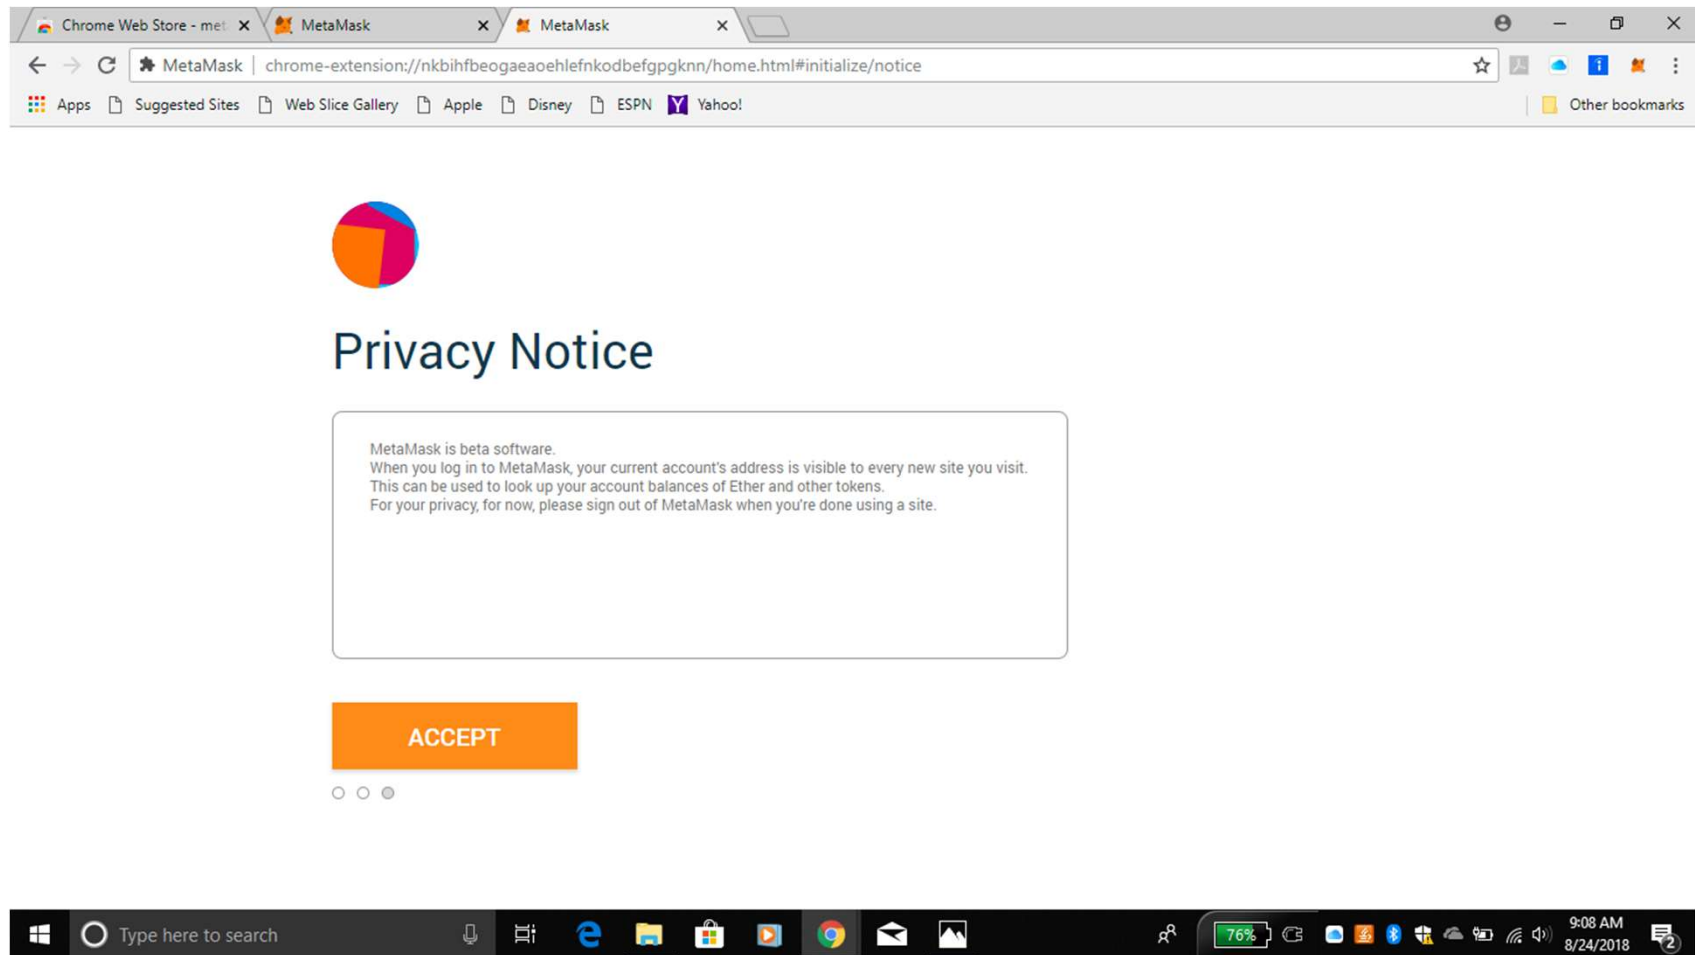 Chrome Web Store - met
MetaMask
MetaMask
MetaMask chrome-extension://nkbihfbeogaeaoehlefnkodbefgpgknn/home.html#initialize/notice
Apps Suggested Sites Web Slice Gallery Apple Disney ESPN Yahoo! Other bookmarks
Privacy Notice
MetaMask is beta software.
When you log in to MetaMask, your current account's address is visible to every new site you visit.
This can be used to look up your account balances of Ether and other tokens.
For your privacy, for now, please sign out of MetaMask when you're done using a site.
ACCEPT
Type here to search
76%
9:08 AM
8/24/2018
2